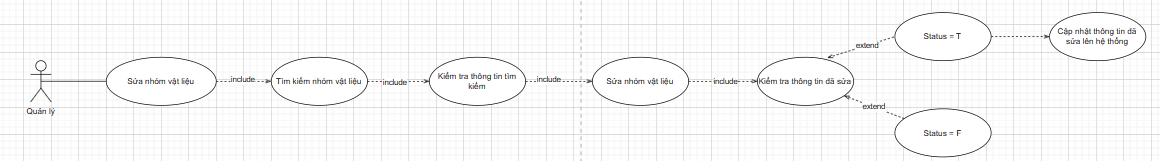 Quản lý
Sửa nhóm vật liệu
include
Tìm kiếm nhóm vật liệu
include
Kiểm tra thông tin tìm
kiếm
include
Sửa nhóm vật liệu
include
Kiểm tra thông tin đã sửa
extend
Status = T
Cập nhật thông tin đã
sửa lên hệ thống
extend
Status = F